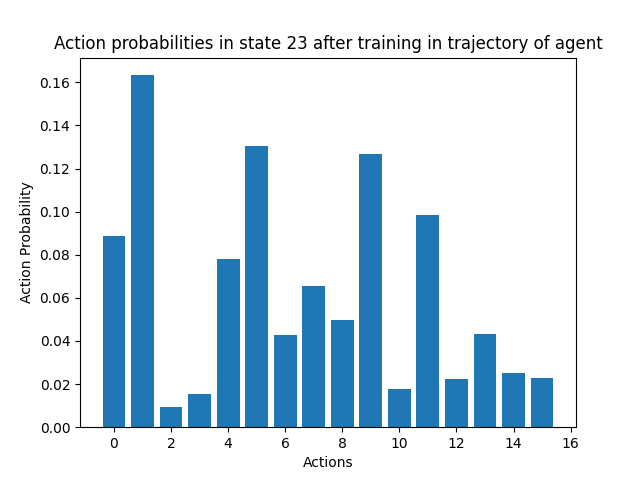 Action probabilities in state 23 after training in trajectory of agent
0.16
0.14
0.12
0.10
0.08
0.06
0.04
0.02
0.00
Action Probability
0 2 4 6 8 10 12 14 16
Actions